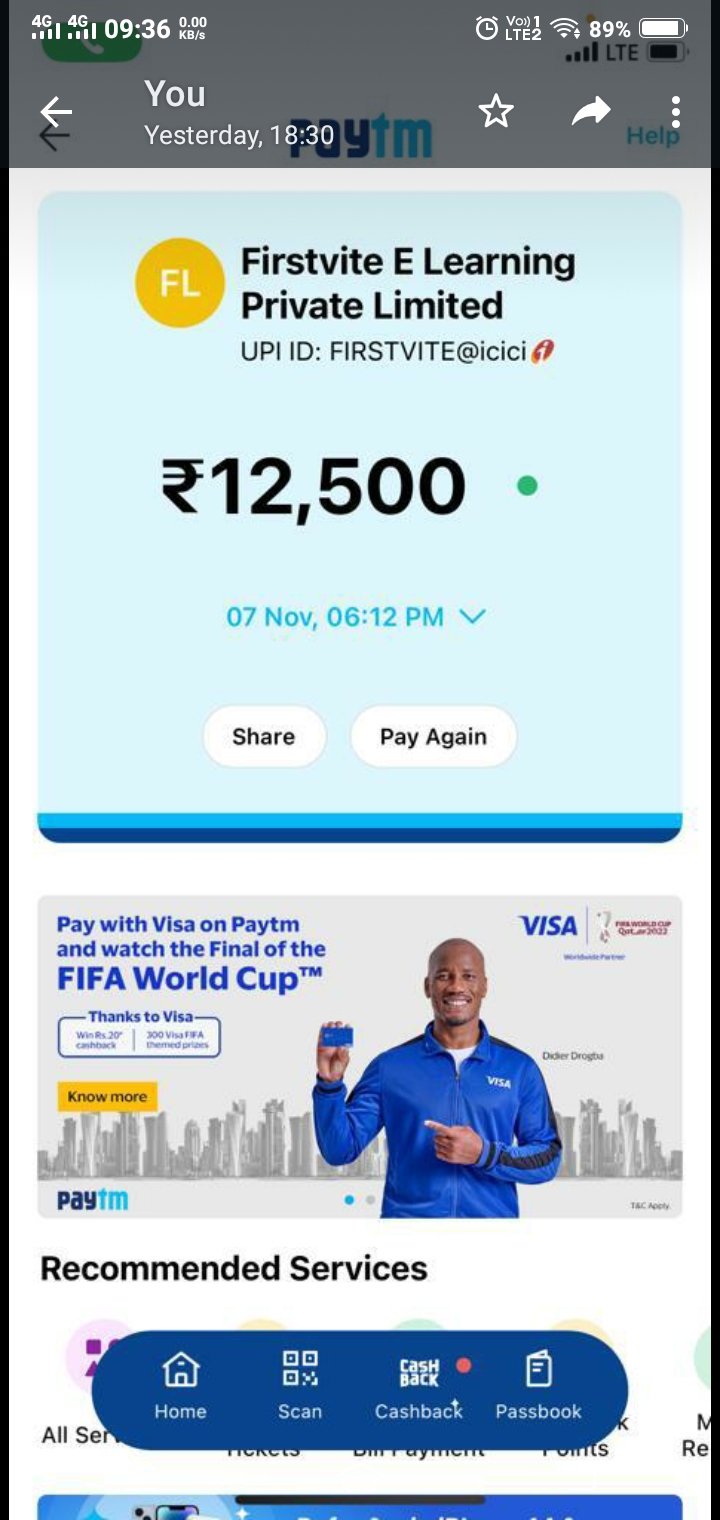 4G 4G 09:36 0.00 KB/s Vo)) 1 LTE2 89%
LTE
You
Yesterday, 18:30
paytm Help
FL
Firstvite E Learning
Private Limited
UPI ID: FIRSTVITE@icici
₹12,500
07 Nov, 06:12 PM
Share Pay Again
Pay with Visa on Paytm
and watch the Final of the
FIFA World Cup™
VISA
FIFA WORLD CUP
Qatar2022
Worldwide Partner
Thanks to Visa
Win Rs.20*
cashback
300 Visa FIFA
themed prizes
Didier Drogba
VISA
Know more
paytm
T&C Apply.
Recommended Services
CASH
BACK
Home Scan Cashback Passbook
All Ser
Tickets Bill Payment Points
M
Re